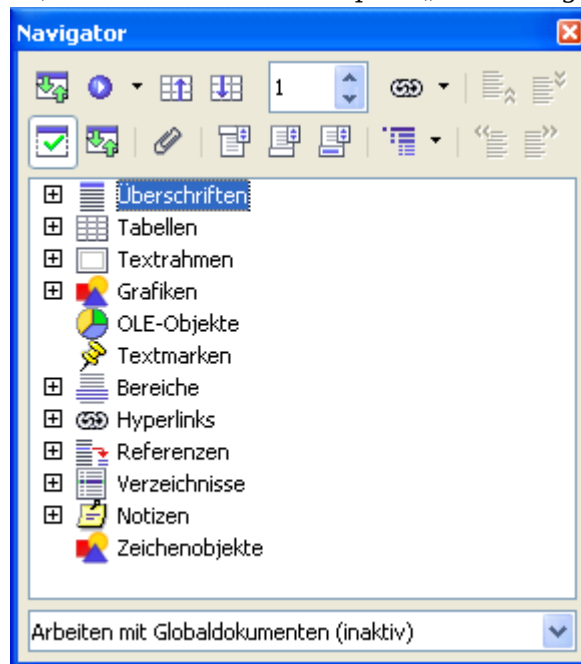 Navigator
1
Überschriften
Tabellen
Textrahmen
Grafiken
OLE-Objekte
Textmarken
Bereiche
Hyperlinks
Referenzen
Verzeichnisse
Notizen
Zeichenobjekte
Arbeiten mit Globaldokumenten (inaktiv)